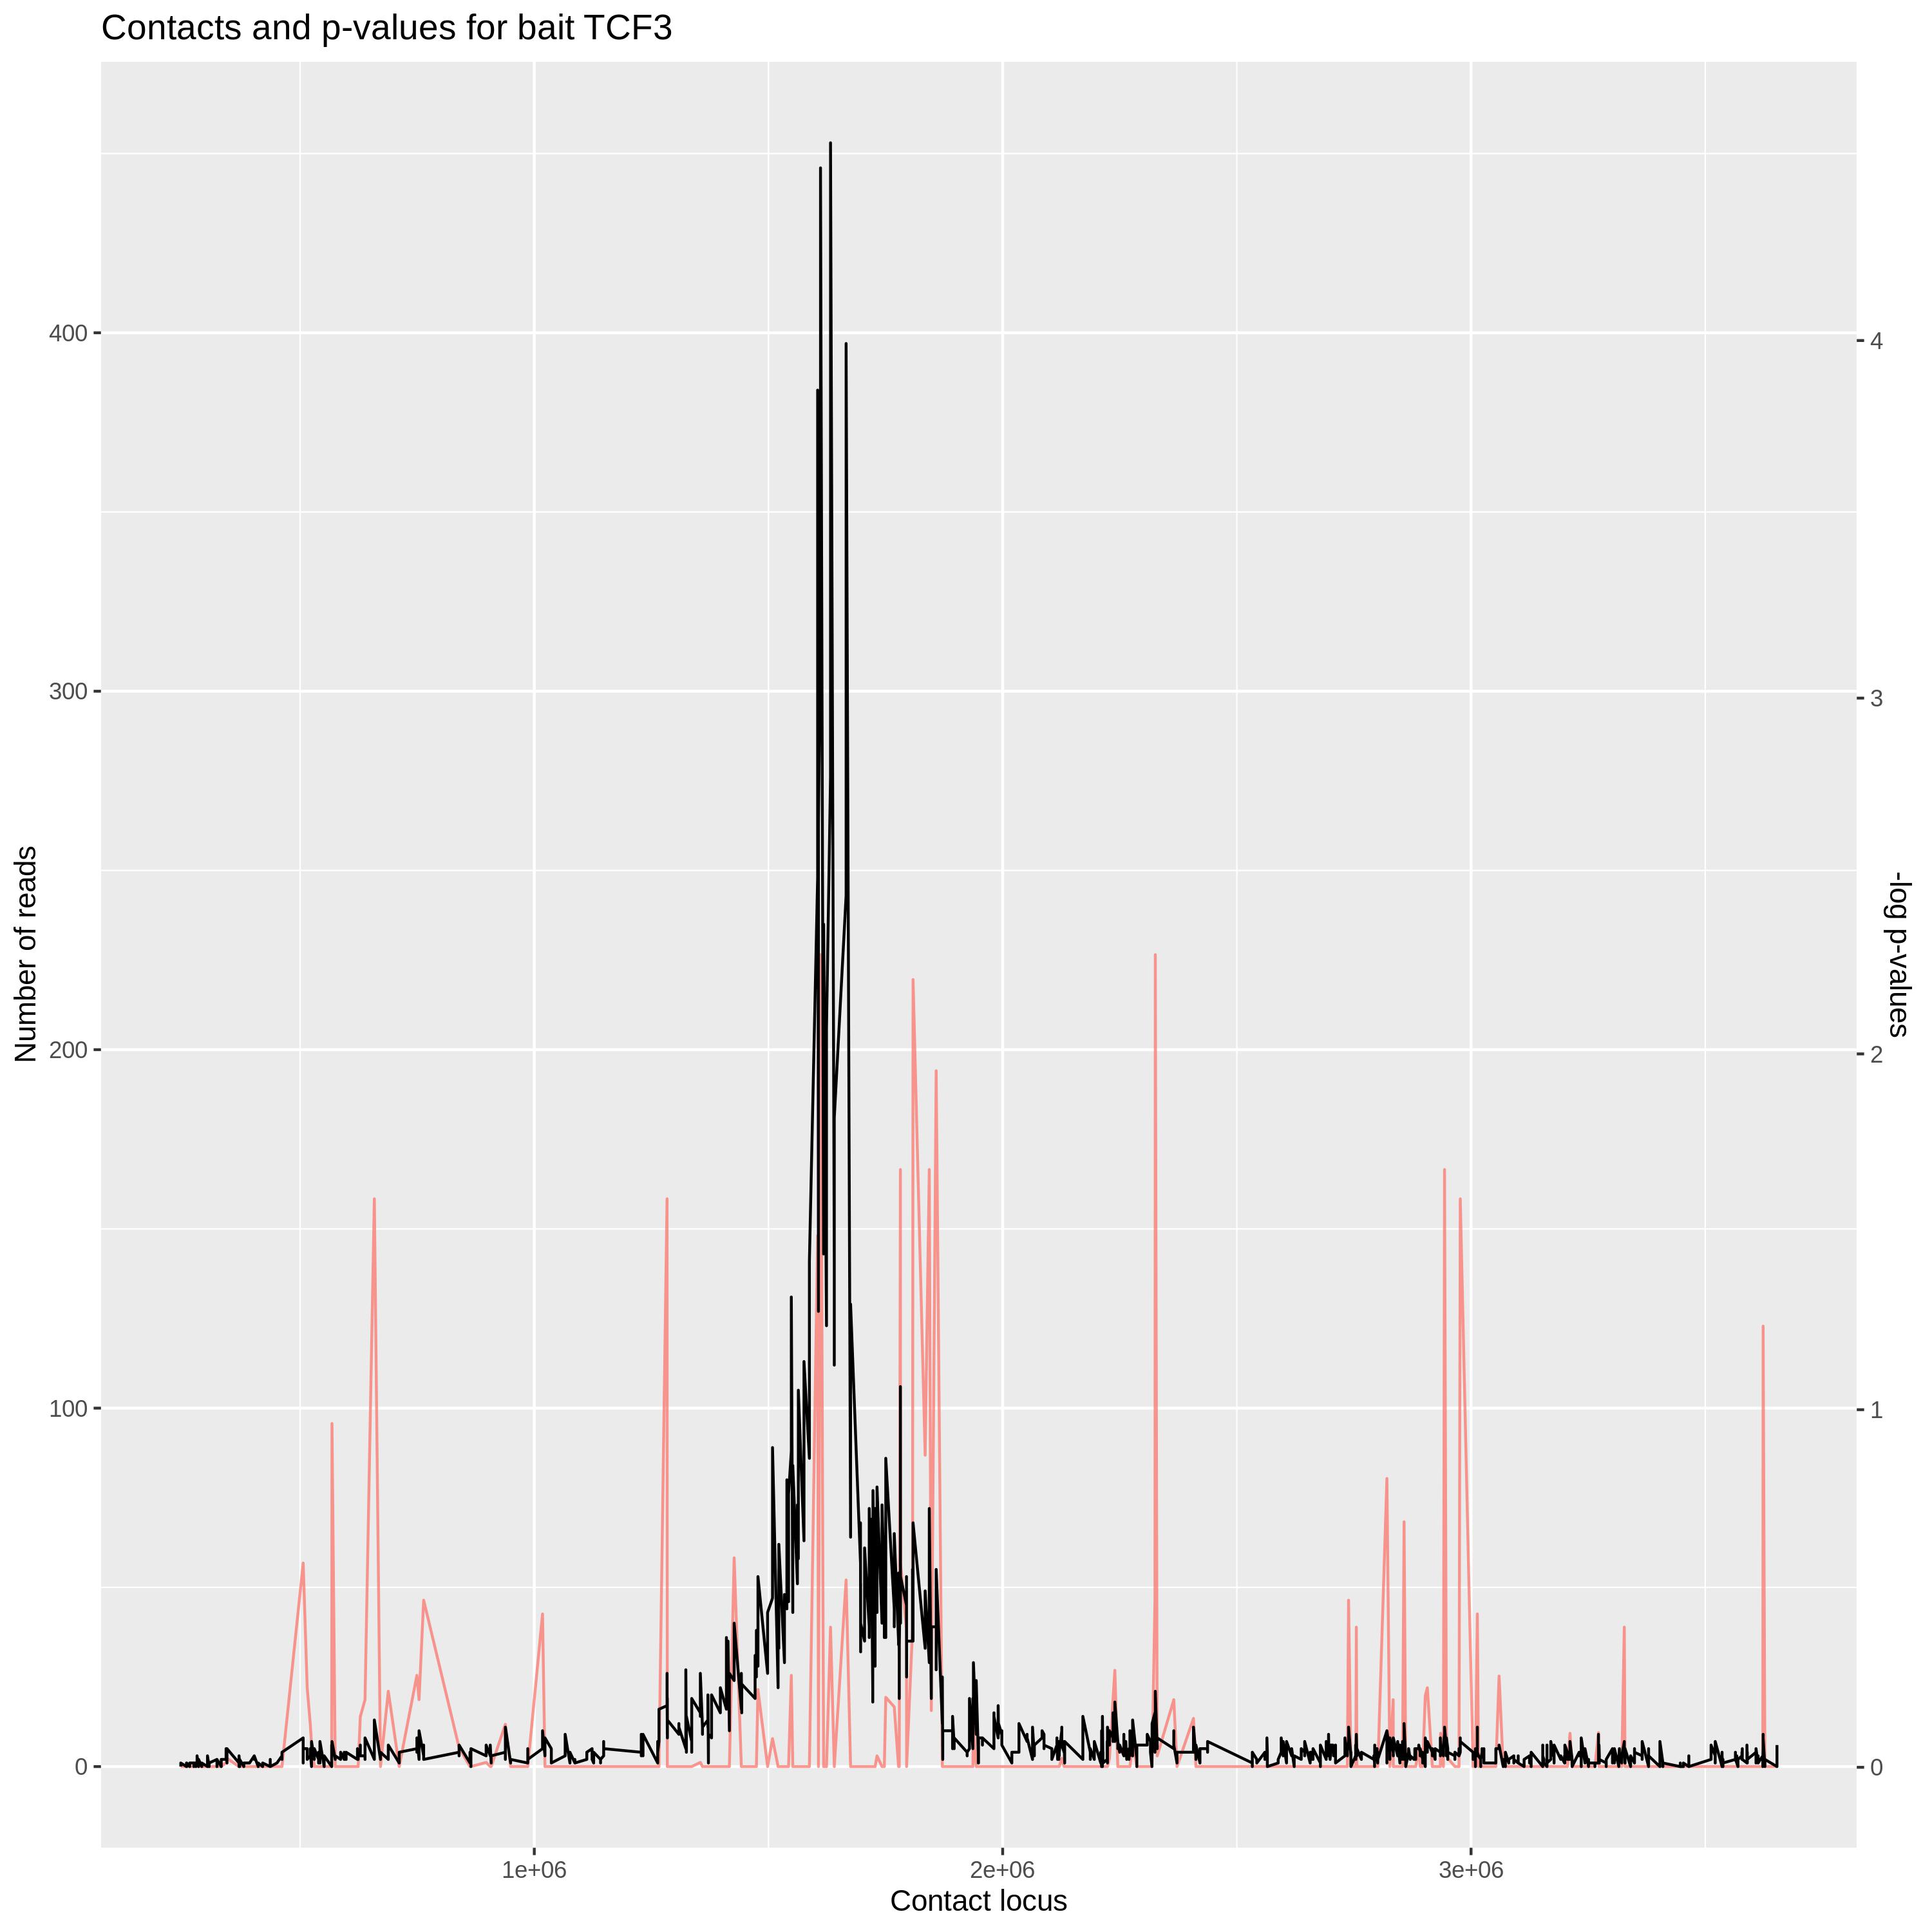 Contacts and p-values for bait TCF3
Number of reads
400
300
200
100
0
4
3
2
1
0
-log p-values
1e+06
2e+06
3e+06
Contact locus